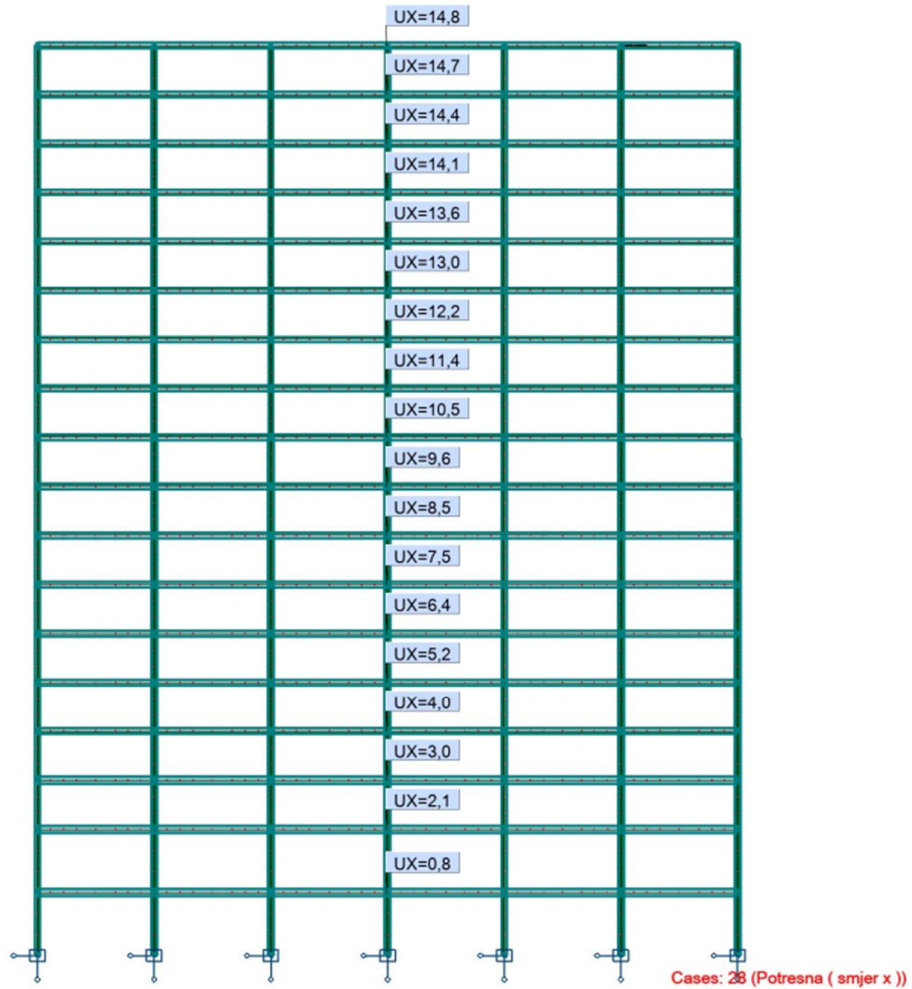 UX=14,8
UX=14,7
UX=14,4
UX=14,1
UX=13,6
UX=13,0
UX=12,2
UX=11,4
UX=10,5
UX=9,6
UX=8,5
UX=7,5
UX=6,4
UX=5,2
UX=4,0
UX=3,0
UX=2,1
UX=0,8
Cases: 28 (Potresna ( smjer x ))